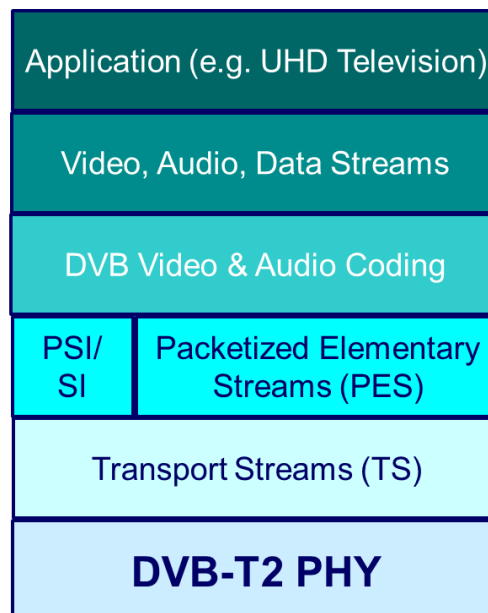 Application (e.g. UHD Television)
Video, Audio, Data Streams
DVB Video & Audio Coding
PSI/
SI
Packetized Elementary
Streams (PES)
Transport Streams (TS)
DVB-T2 PHY